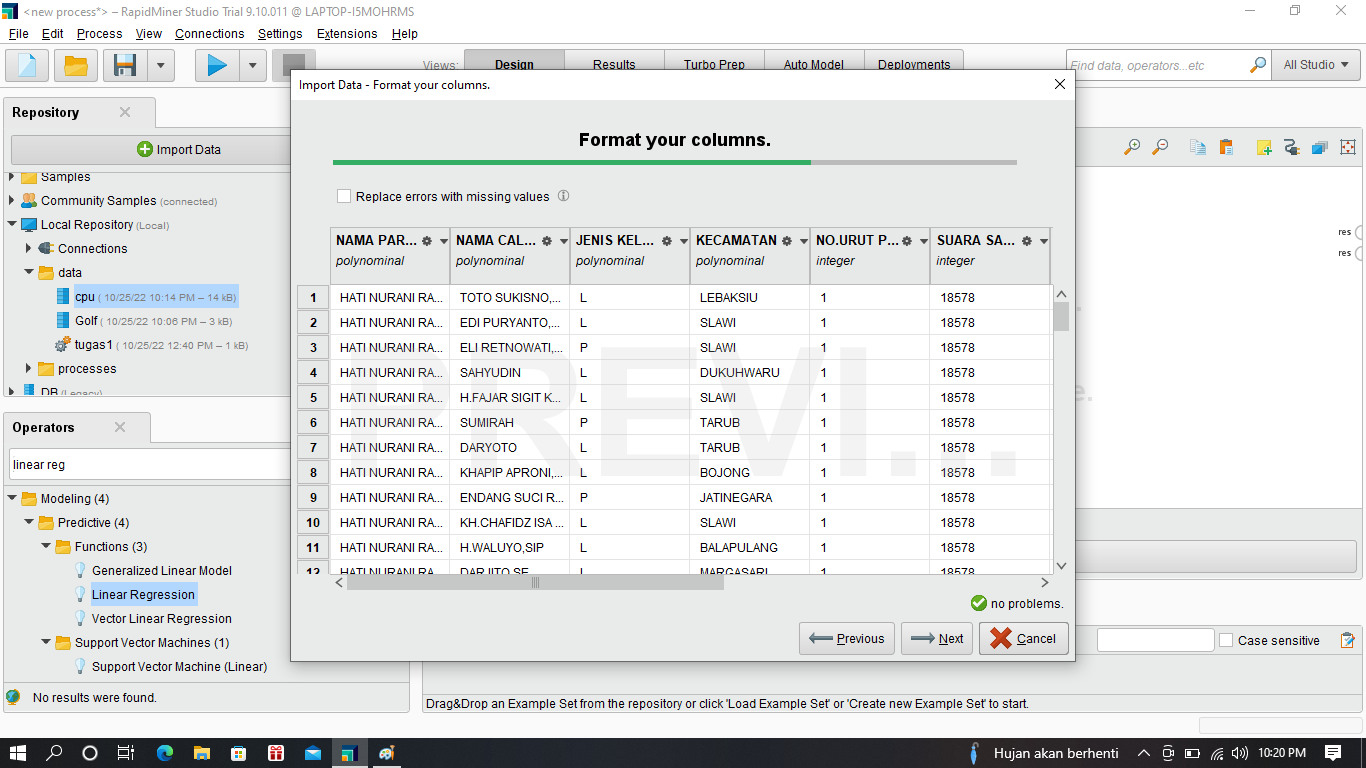 <new process*> – RapidMiner Studio Trial 9.10.011 @ LAPTOP-I5MOHRMS
File Edit Process View Connections Settings Extensions Help
Views: Design Results Turbo Prep Auto Model Deployments Find data, operators...etc All Studio
Import Data - Format your columns.
Repository
Import Data
Samples
Community Samples (connected)
Local Repository (Local)
Connections
data
cpu ( 10/25/22 10:14 PM – 14 kB)
Golf ( 10/25/22 10:06 PM – 3 kB)
tugas1 ( 10/25/22 12:40 PM – 1 kB)
processes
DB (Legacy)
Operators
linear reg
Modeling (4)
Predictive (4)
Functions (3)
Generalized Linear Model
Linear Regression
Vector Linear Regression
Support Vector Machines (1)
Support Vector Machine (Linear)
No results were found.
Format your columns.
Replace errors with missing values
NAMA PAR... NAMA CAL... JENIS KEL... KECAMATAN NO.URUT P... SUARA SA...
polynominal polynominal polynominal polynominal integer integer
1 HATI NURANI RA... TOTO SUKISNO,... L LEBAKSIU 1 18578
2 HATI NURANI RA... EDI PURYANTO,... L SLAWI 1 18578
3 HATI NURANI RA... ELI RETNOWATI,... P SLAWI 1 18578
4 HATI NURANI RA... SAHYUDIN L DUKUHWARU 1 18578
5 HATI NURANI RA... H.FAJAR SIGIT K... L SLAWI 1 18578
6 HATI NURANI RA... SUMIRAH P TARUB 1 18578
7 HATI NURANI RA... DARYOTO L TARUB 1 18578
8 HATI NURANI RA... KHAPIP APRONI,... L BOJONG 1 18578
9 HATI NURANI RA... ENDANG SUCI R... P JATINEGARA 1 18578
10 HATI NURANI RA... KH.CHAFIDZ ISA ... L SLAWI 1 18578
11 HATI NURANI RA... H.WALUYO,SIP L BALAPULANG 1 18578
12 HATI NURANI RA... DARJITO,SE L MARGASARI 1 18578
PREVI...
no problems.
Previous Next Cancel
res
res
e.
Case sensitive
Drag&Drop an Example Set from the repository or click 'Load Example Set' or 'Create new Example Set' to start.
Hujan akan berhenti 10:20 PM